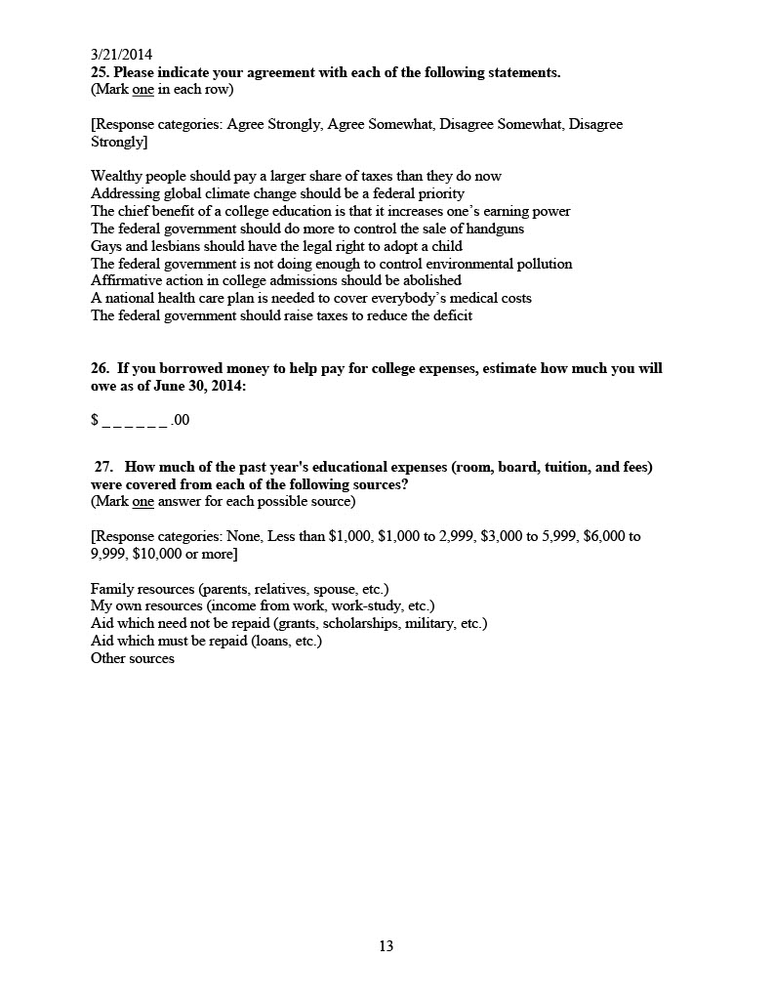 3/21/2014
25. Please indicate your agreement with each of the following statements.
(Mark one in each row)
[Response categories: Agree Strongly, Agree Somewhat, Disagree Somewhat, Disagree
Strongly]
Wealthy people should pay a larger share of taxes than they do now
Addressing global climate change should be a federal priority
The chief benefit of a college education is that it increases one’s earning power
The federal government should do more to control the sale of handguns
Gays and lesbians should have the legal right to adopt a child
The federal government is not doing enough to control environmental pollution
Affirmative action in college admissions should be abolished
A national health care plan is needed to cover everybody’s medical costs
The federal government should raise taxes to reduce the deficit
26. If you borrowed money to help pay for college expenses, estimate how much you will
owe as of June 30, 2014:
$ _ _ _ _ _ _ .00
27. How much of the past year's educational expenses (room, board, tuition, and fees)
were covered from each of the following sources?
(Mark one answer for each possible source)
[Response categories: None, Less than $1,000, $1,000 to 2,999, $3,000 to 5,999, $6,000 to
9,999, $10,000 or more]
Family resources (parents, relatives, spouse, etc.)
My own resources (income from work, work-study, etc.)
Aid which need not be repaid (grants, scholarships, military, etc.)
Aid which must be repaid (loans, etc.)
Other sources
13